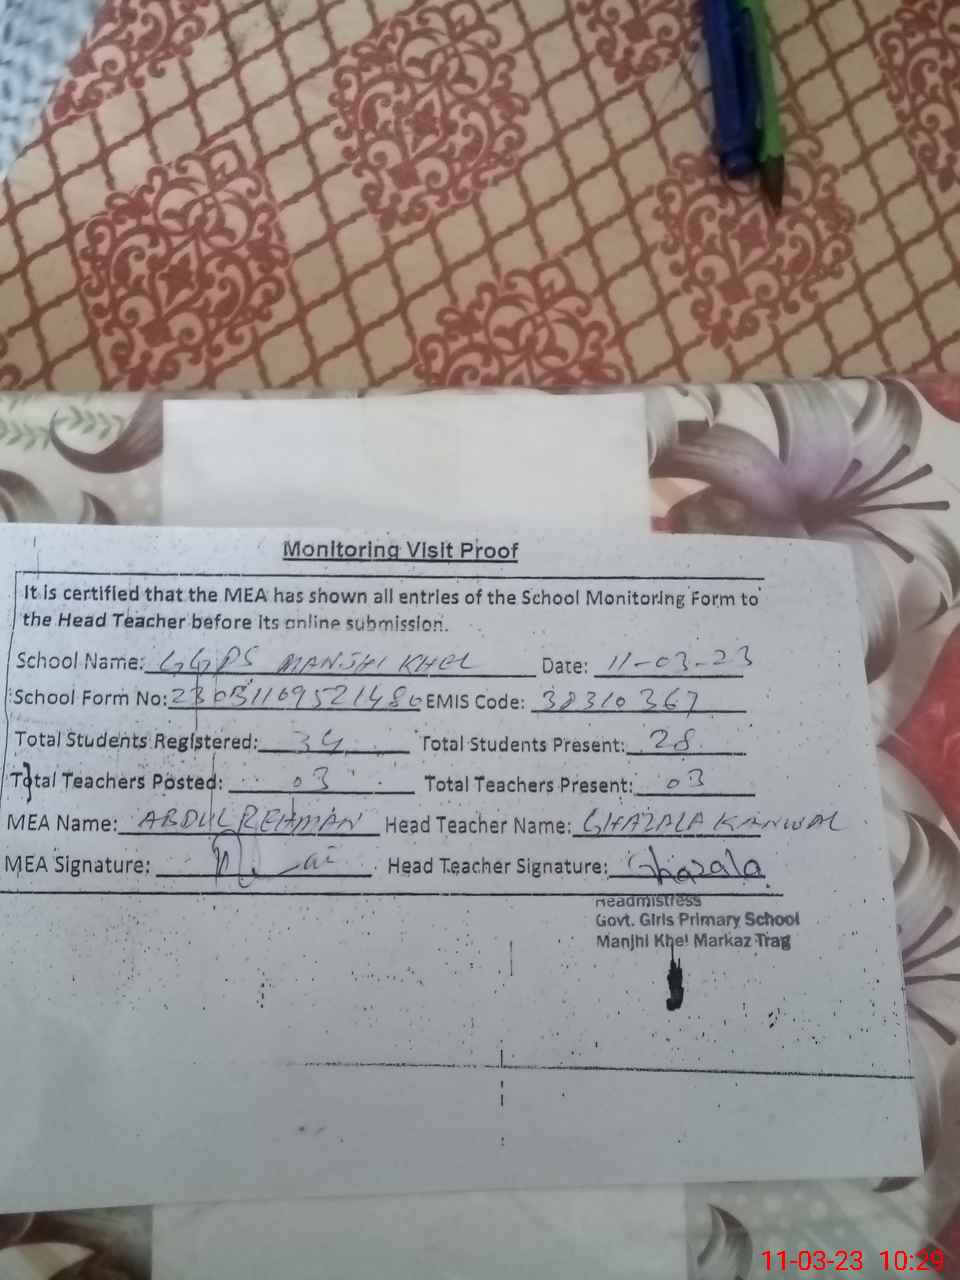 Monitoring Visit Proof
It is certified that the MEA has shown all entries of the School Monitoring Form to
the Head Teacher before its online submission.
School Name: GGPS MANJHI KHEL Date: 11-03-23
School Form No: 2303110952148 EMIS Code: 38310367
Total Students Registered: 34 Total Students Present: 28
Total Teachers Posted: 03 Total Teachers Present: 03
MEA Name: ABDUL REHMAN Head Teacher Name: GHAZALA KANWAL
MEA Signature: Head Teacher Signature: Ghazala
Headmistress
Govt. Girls Primary School
Manjhi Khel Markaz Trag
11-03-23 10:29